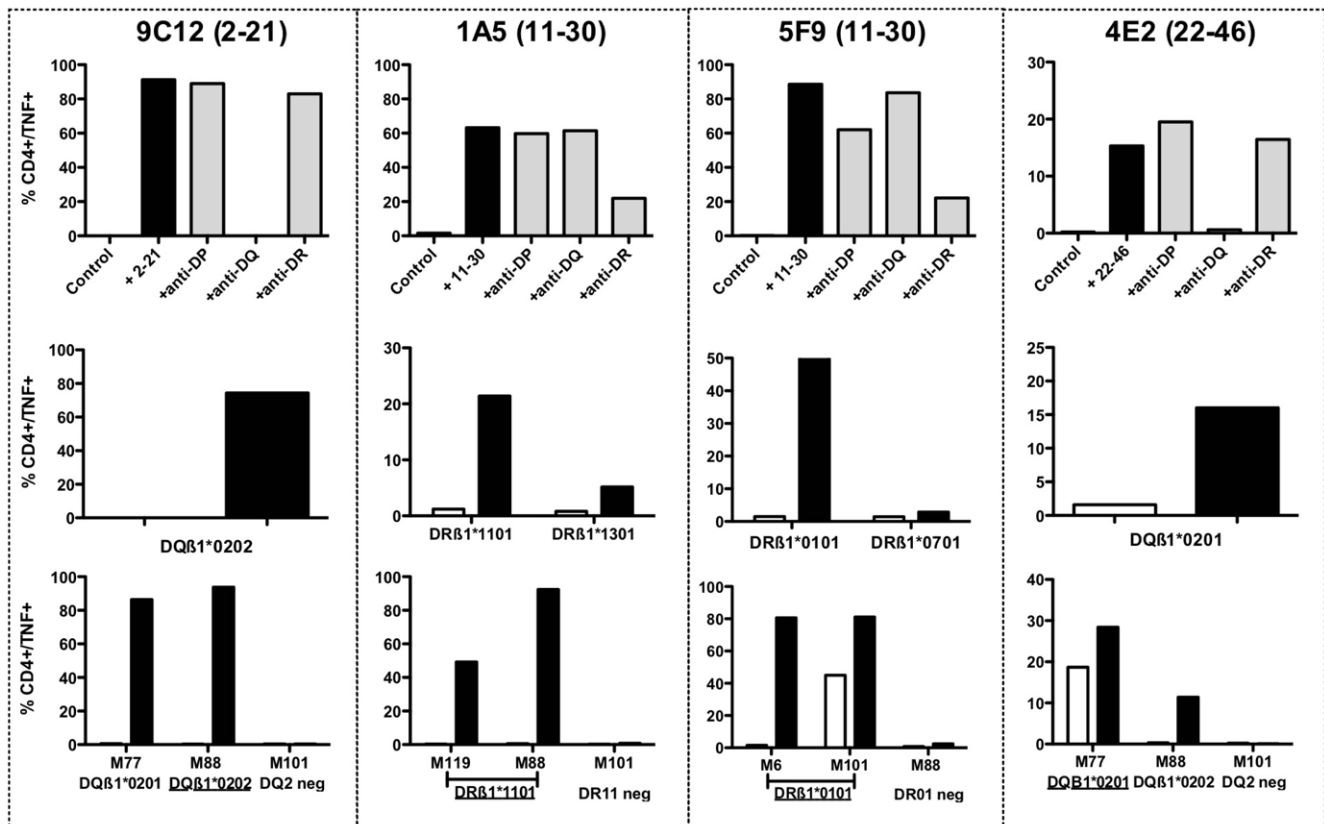 9C12 (2-21)
1A5 (11-30)
5F9 (11-30)
4E2 (22-46)
% CD4+/TNF+
100
80
60
40
20
0
Control
+ 2-21
+anti-DP
+anti-DQ
+anti-DR
100
80
60
40
20
0
Control
+ 11-30
+anti-DP
+anti-DQ
+anti-DR
100
80
60
40
20
0
Control
+ 11-30
+anti-DP
+anti-DQ
+anti-DR
30
20
10
0
Control
+ 22-46
+anti-DP
+anti-DQ
+anti-DR
% CD4+/TNF+
100
80
60
40
20
0
DQß1*0202
30
20
10
0
DRß1*1101 DRß1*1301
50
40
30
20
10
0
DRß1*0101 DRß1*0701
25
20
15
10
5
0
DQß1*0201
% CD4+/TNF+
100
80
60
40
20
0
M77 M88 M101
DQß1*0201 DQß1*0202 DQ2 neg
100
80
60
40
20
0
M119 M88 M101
DRß1*1101 DR11 neg
100
80
60
40
20
0
M6 M101 M88
DRß1*0101 DR01 neg
40
30
20
10
0
M77 M88 M101
DQB1*0201 DQß1*0202 DQ2 neg